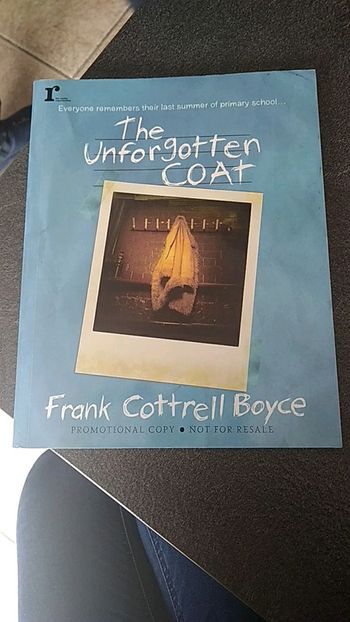 r
Everyone remembers their last summer of primary school...
The
Unforgotten
COAt
Frank Cottrell Boyce
PROMOTIONAL COPY ● NOT FOR RESALE